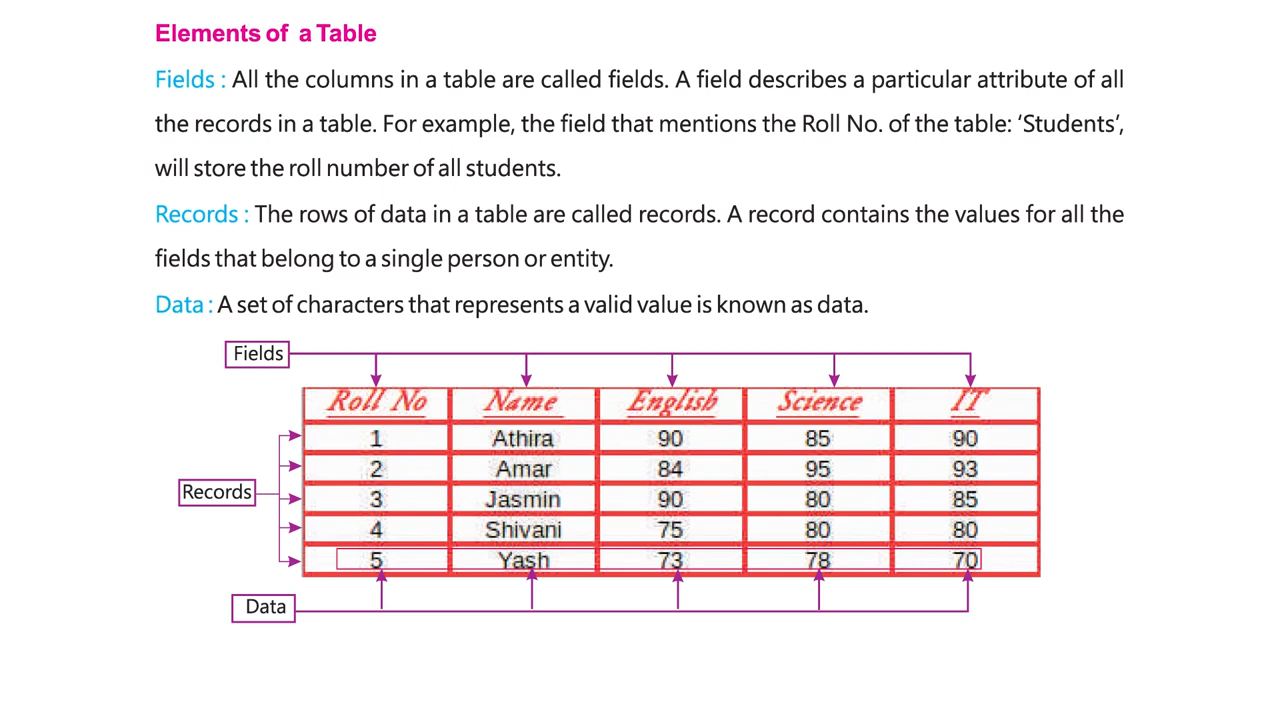 Elements of a Table
Fields : All the columns in a table are called fields. A field describes a particular attribute of all
the records in a table. For example, the field that mentions the Roll No. of the table: ‘Students’,
will store the roll number of all students.
Records : The rows of data in a table are called records. A record contains the values for all the
fields that belong to a single person or entity.
Data : A set of characters that represents a valid value is known as data.
Fields
Roll No Name English Science IT
1 Athira 90 85 90
2 Amar 84 95 93
Records
3 Jasmin 90 80 85
4 Shivani 75 80 80
5 Yash 73 78 70
Data